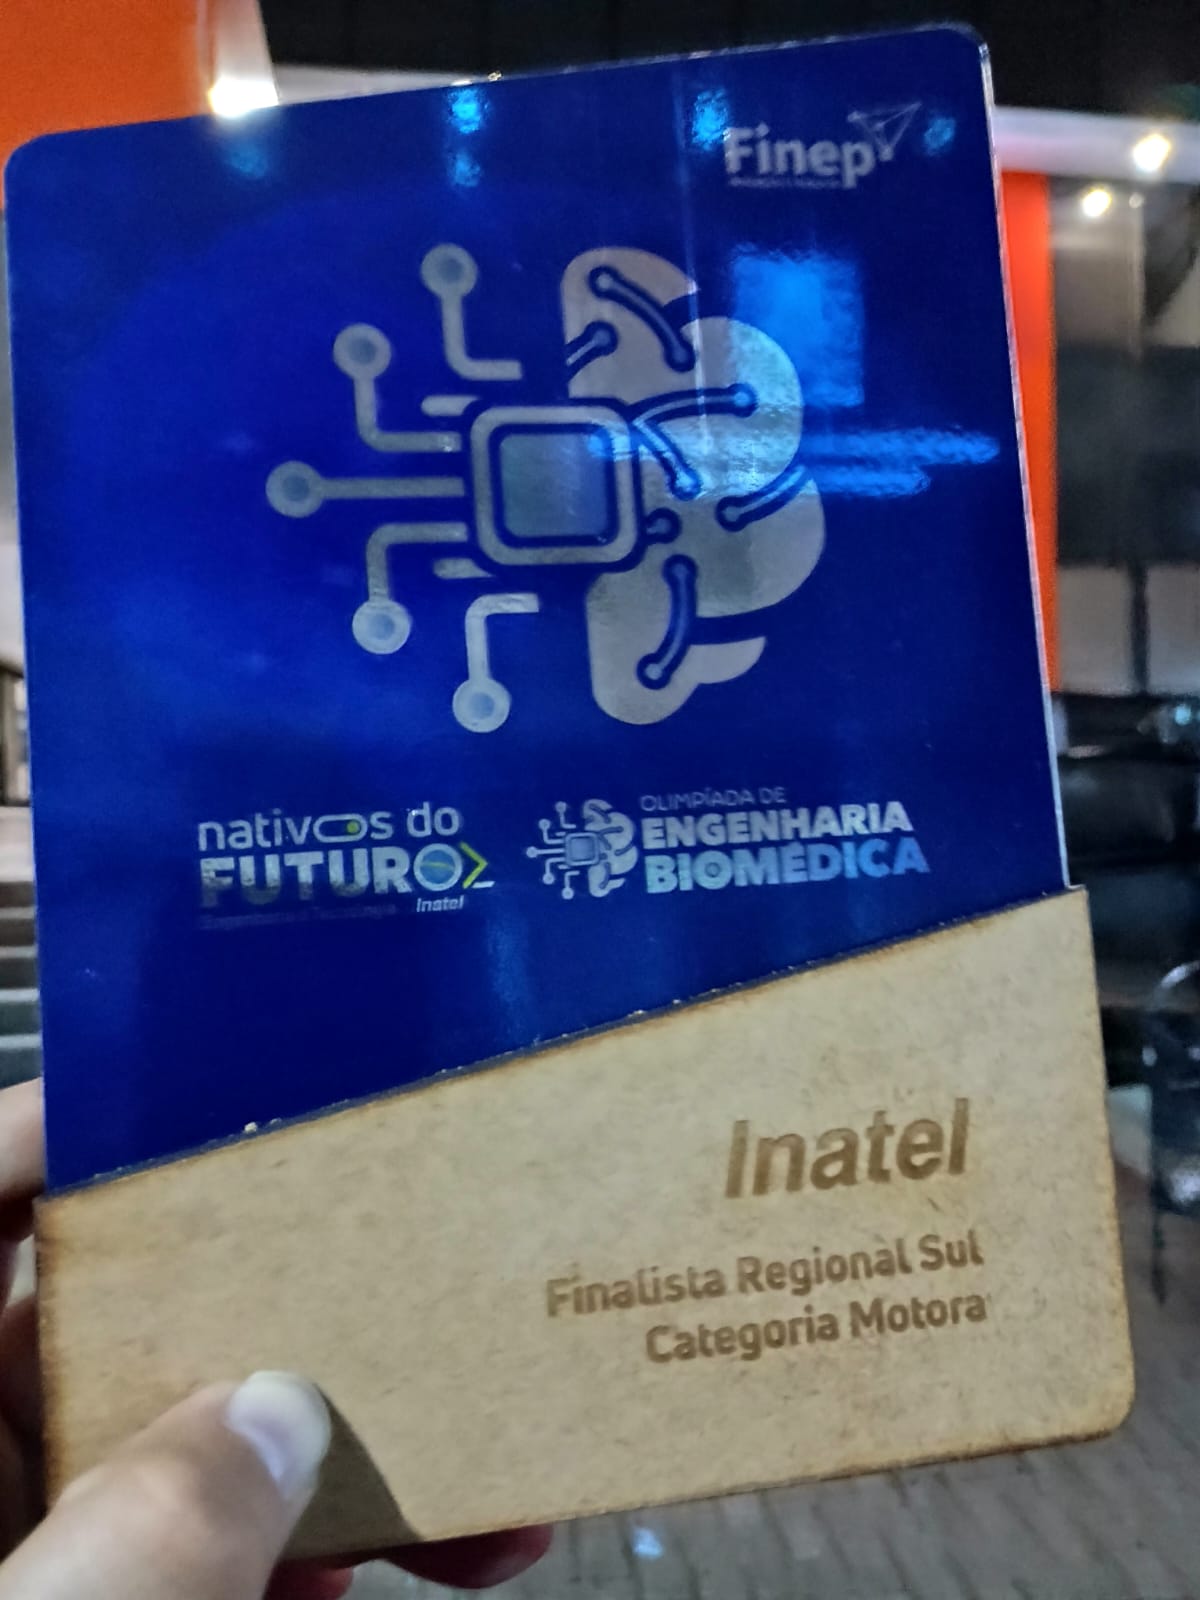 Finep
nativos do
FUTURO
Inatel
OLIMPÍADA DE
ENGENHARIA
BIOMÉDICA
Inatel
Finalista Regional Sul
Categoria Motora